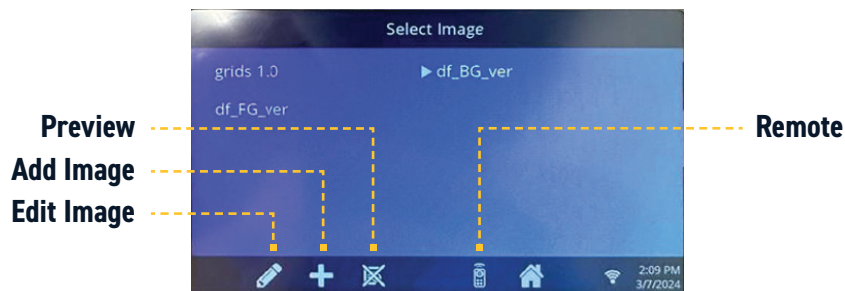 Select Image
grids 1.0
▶ df_BG_ver
df_FG_ver
Preview
Remote
Add Image
Edit Image
2:09 PM
3/7/2024